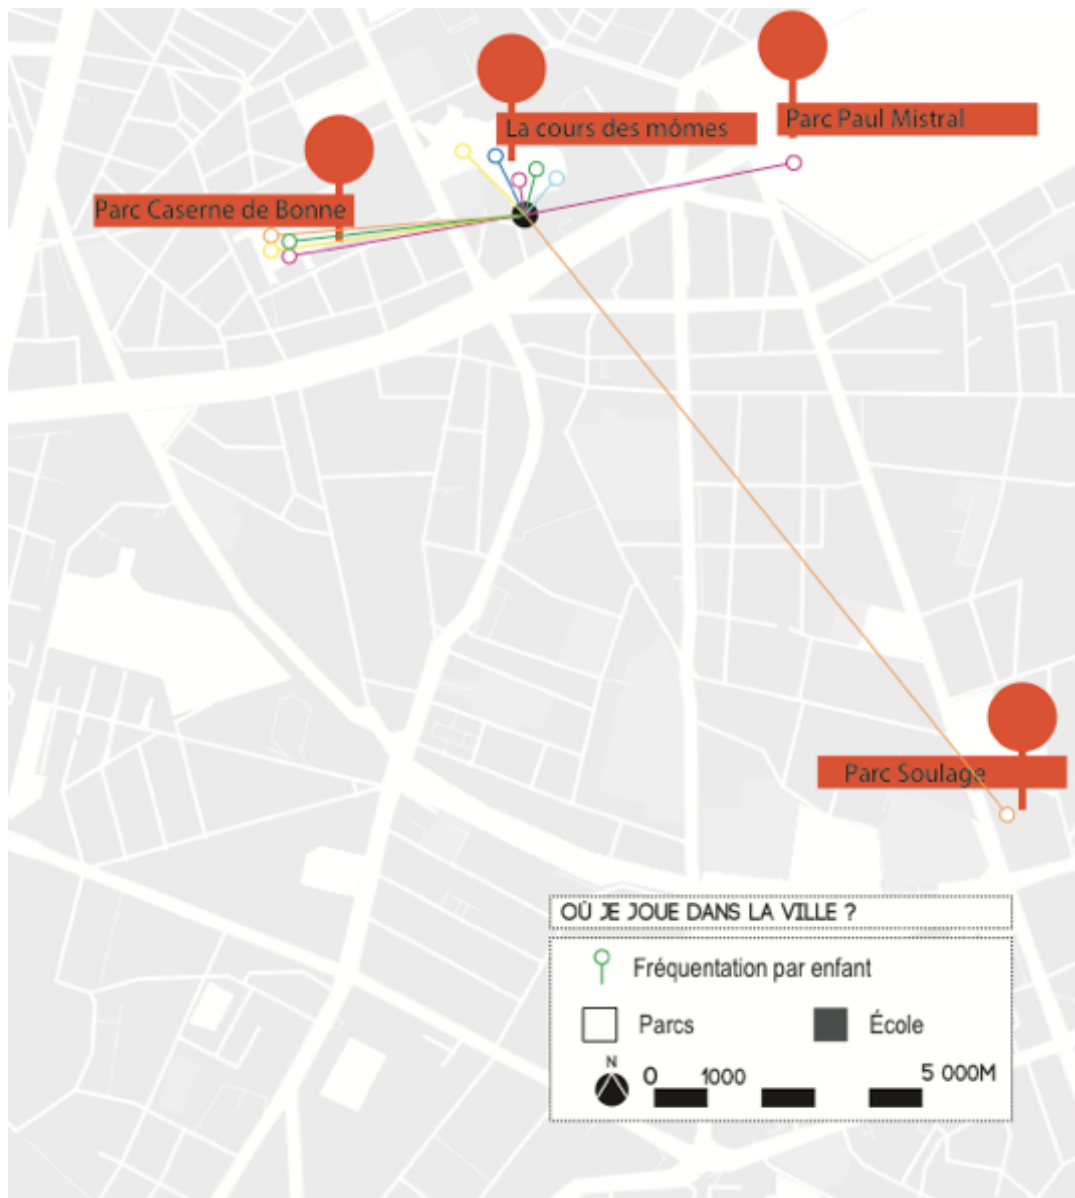 La cours des mômes
Parc Paul Mistral
Parc Caserne de Bonne
Parc Soulage
OÙ JE JOUE DANS LA VILLE ?
Fréquentation par enfant
Parcs
École
N
0 1000 5 000M